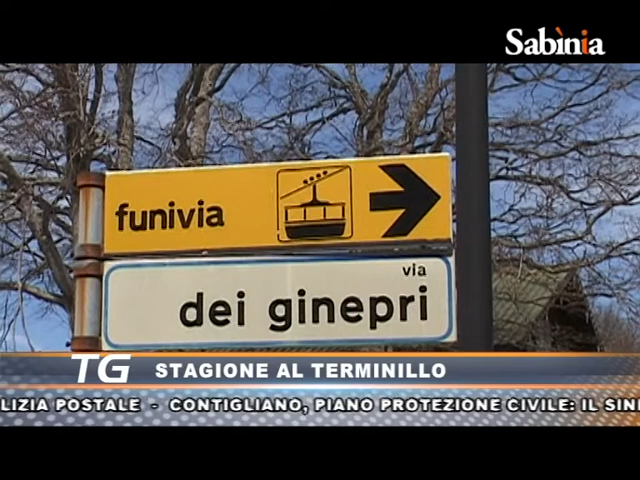 Sabìnia
funivia
via
dei ginepri
TG STAGIONE AL TERMINILLO
LIZIA POSTALE - CONTIGLIANO, PIANO PROTEZIONE CIVILE: IL SIN